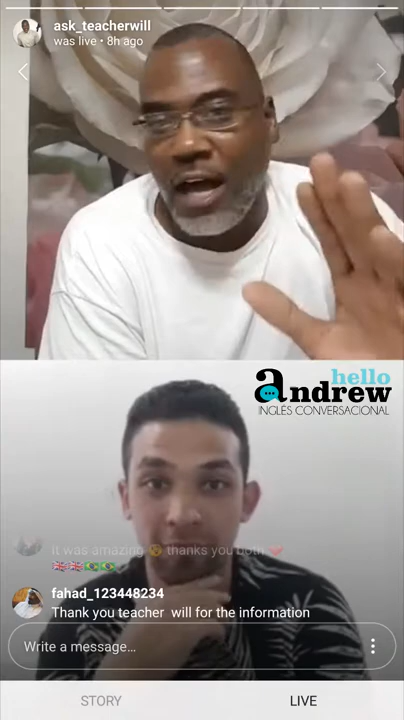 ask_teacherwill
was live • 8h ago
hello
andrew
INGLÊS CONVERSACIONAL
It was amazing 😢 thanks you both ❤️
🇬🇧🇬🇧🇧🇷🇧🇷
fahad_123448234
Thank you teacher will for the information
Write a message...
STORY
LIVE